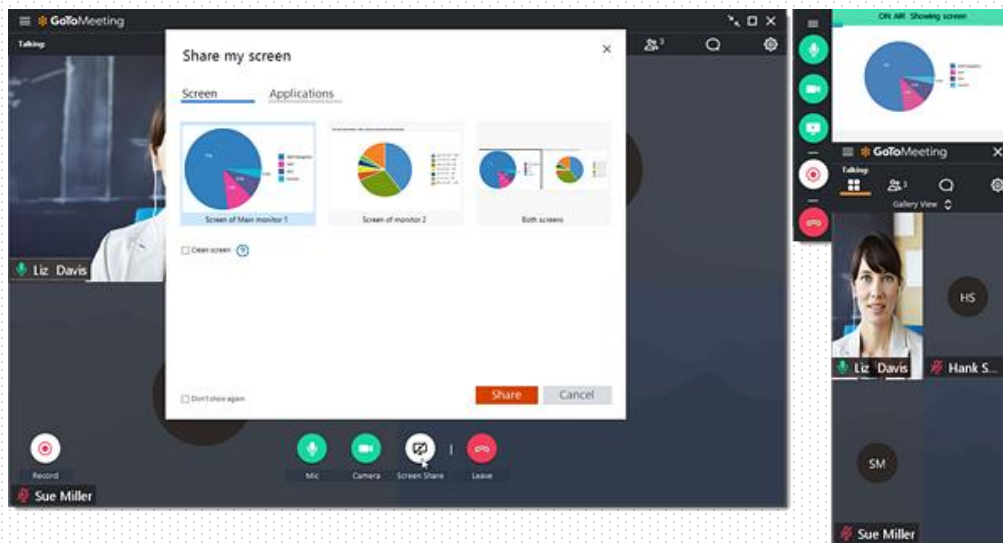 GoToMeeting
Talking:
3
Share my screen
Screen
Applications
Screen of Main monitor 1
Screen of monitor 2
Both screens
Clean screen ?
Don't show again
Share
Cancel
Liz Davis
Record
Mic
Camera
Screen Share
Leave
Sue Miller
ON AIR Showing screen
GoToMeeting
Talking:
3
Gallery View
HS
Liz Davis
Hank S...
SM
Sue Miller